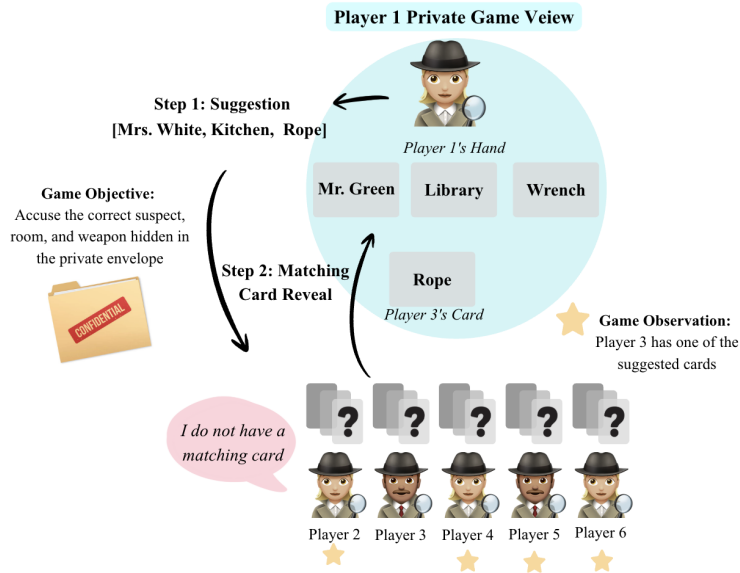 Player 1 Private Game Veiew
Step 1: Suggestion
[Mrs. White, Kitchen, Rope]
Player 1's Hand
Mr. Green
Library
Wrench
Game Objective:
Accuse the correct suspect,
room, and weapon hidden in
the private envelope
CONFIDENTIAL
Step 2: Matching
Card Reveal
Rope
Player 3's Card
Game Observation:
Player 3 has one of the
suggested cards
I do not have a
matching card
?
?
?
?
?
Player 2
Player 3
Player 4
Player 5
Player 6